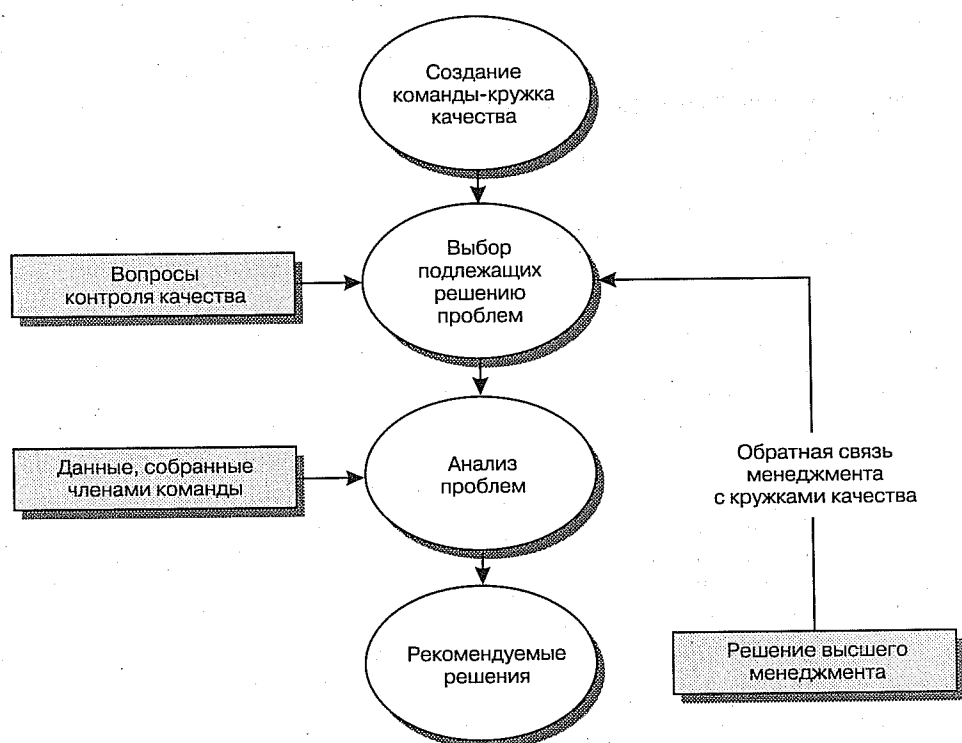 Создание
команды-кружка
качества
Выбор
подлежащих
решению
проблем
Вопросы
контроля качества
Данные, собранные
членами команды
Анализ
проблем
Обратная связь
менеджмента
с кружками качества
Рекомендуемые
решения
Решение высшего
менеджмента